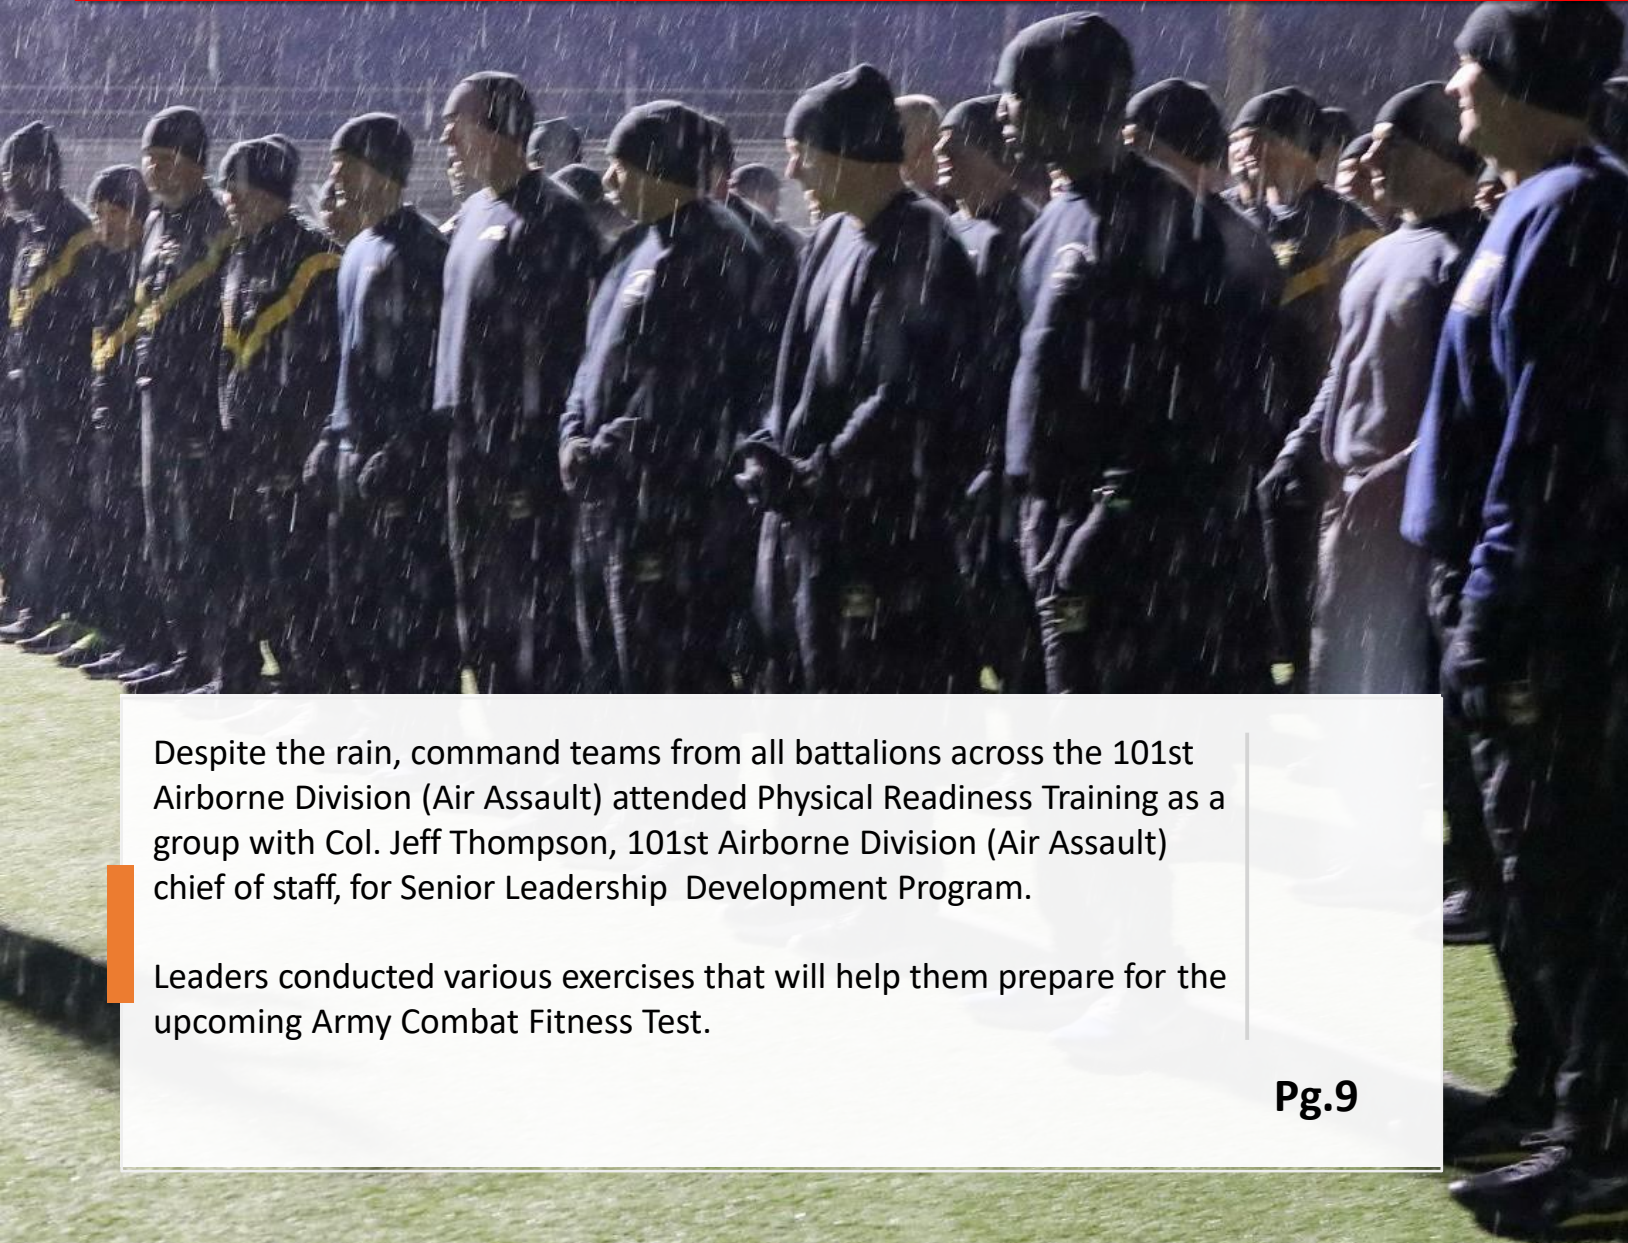 Despite the rain, command teams from all battalions across the 101st
Airborne Division (Air Assault) attended Physical Readiness Training as a
group with Col. Jeff Thompson, 101st Airborne Division (Air Assault)
chief of staff, for Senior Leadership  Development Program.
Leaders conducted various exercises that will help them prepare for the
upcoming Army Combat Fitness Test.
Pg.9